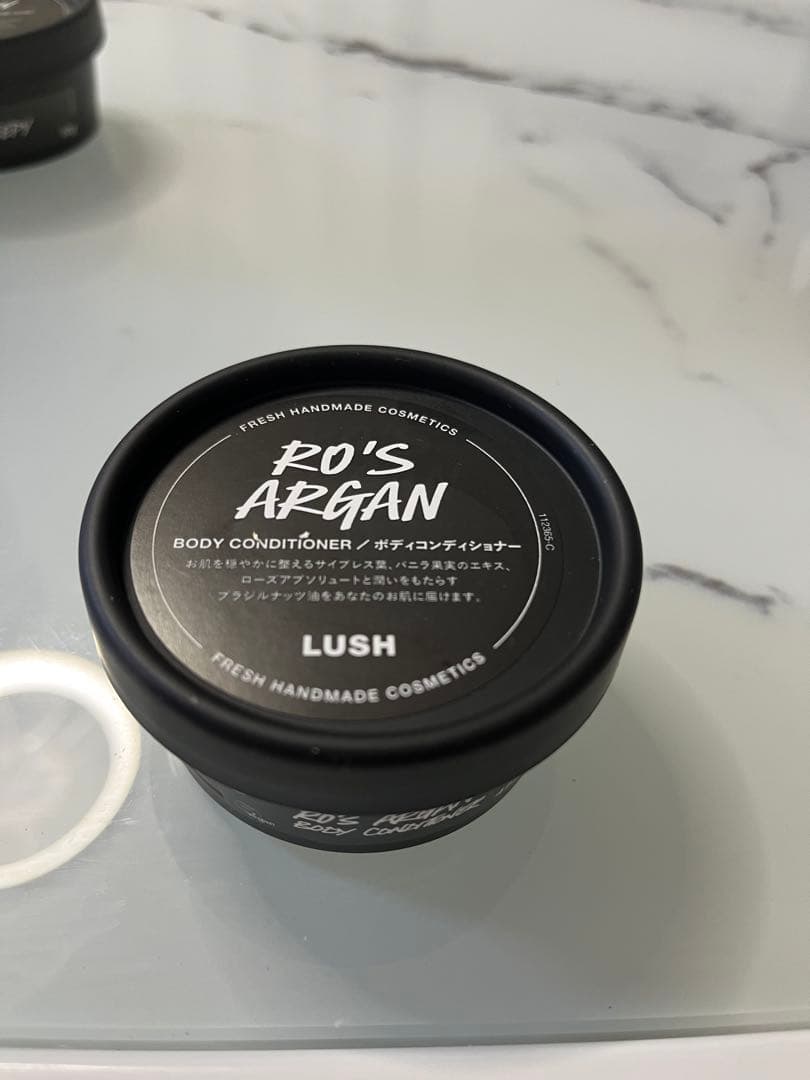 FRESH HANDMADE COSMETICS
RO'S
ARGAN
BODY CONDITIONER / ボディコンディショナー
お肌を穏やかに整えるサイプレス葉、バニラ果実のエキス、
ローズアブソリュートと潤いをもたらす
ブラジルナッツ油をあなたのお肌に届けます。
112365-C
LUSH
FRESH HANDMADE COSMETICS
RO'S ARGAN
BODY CONDITIONER